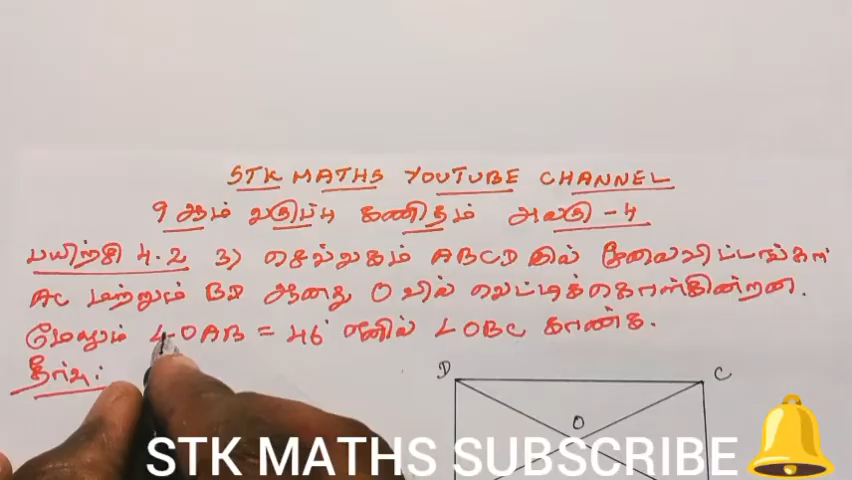 STK MATHS YOUTUBE CHANNEL
9 ஆம் வகுப்பு கணிதம் அலகு - 4
பயிற்சி 4.2 3) செவ்வகம் ABCD யில் மூலைவிட்டங்கள்
AC மற்றும் BD ஆனது O வில் வெட்டிக்கொள்கின்றன.
மேலும் ∠OAB = 46° எனில் ∠OBC காண்க.
தீர்வு:
D C
O
STK MATHS SUBSCRIBE